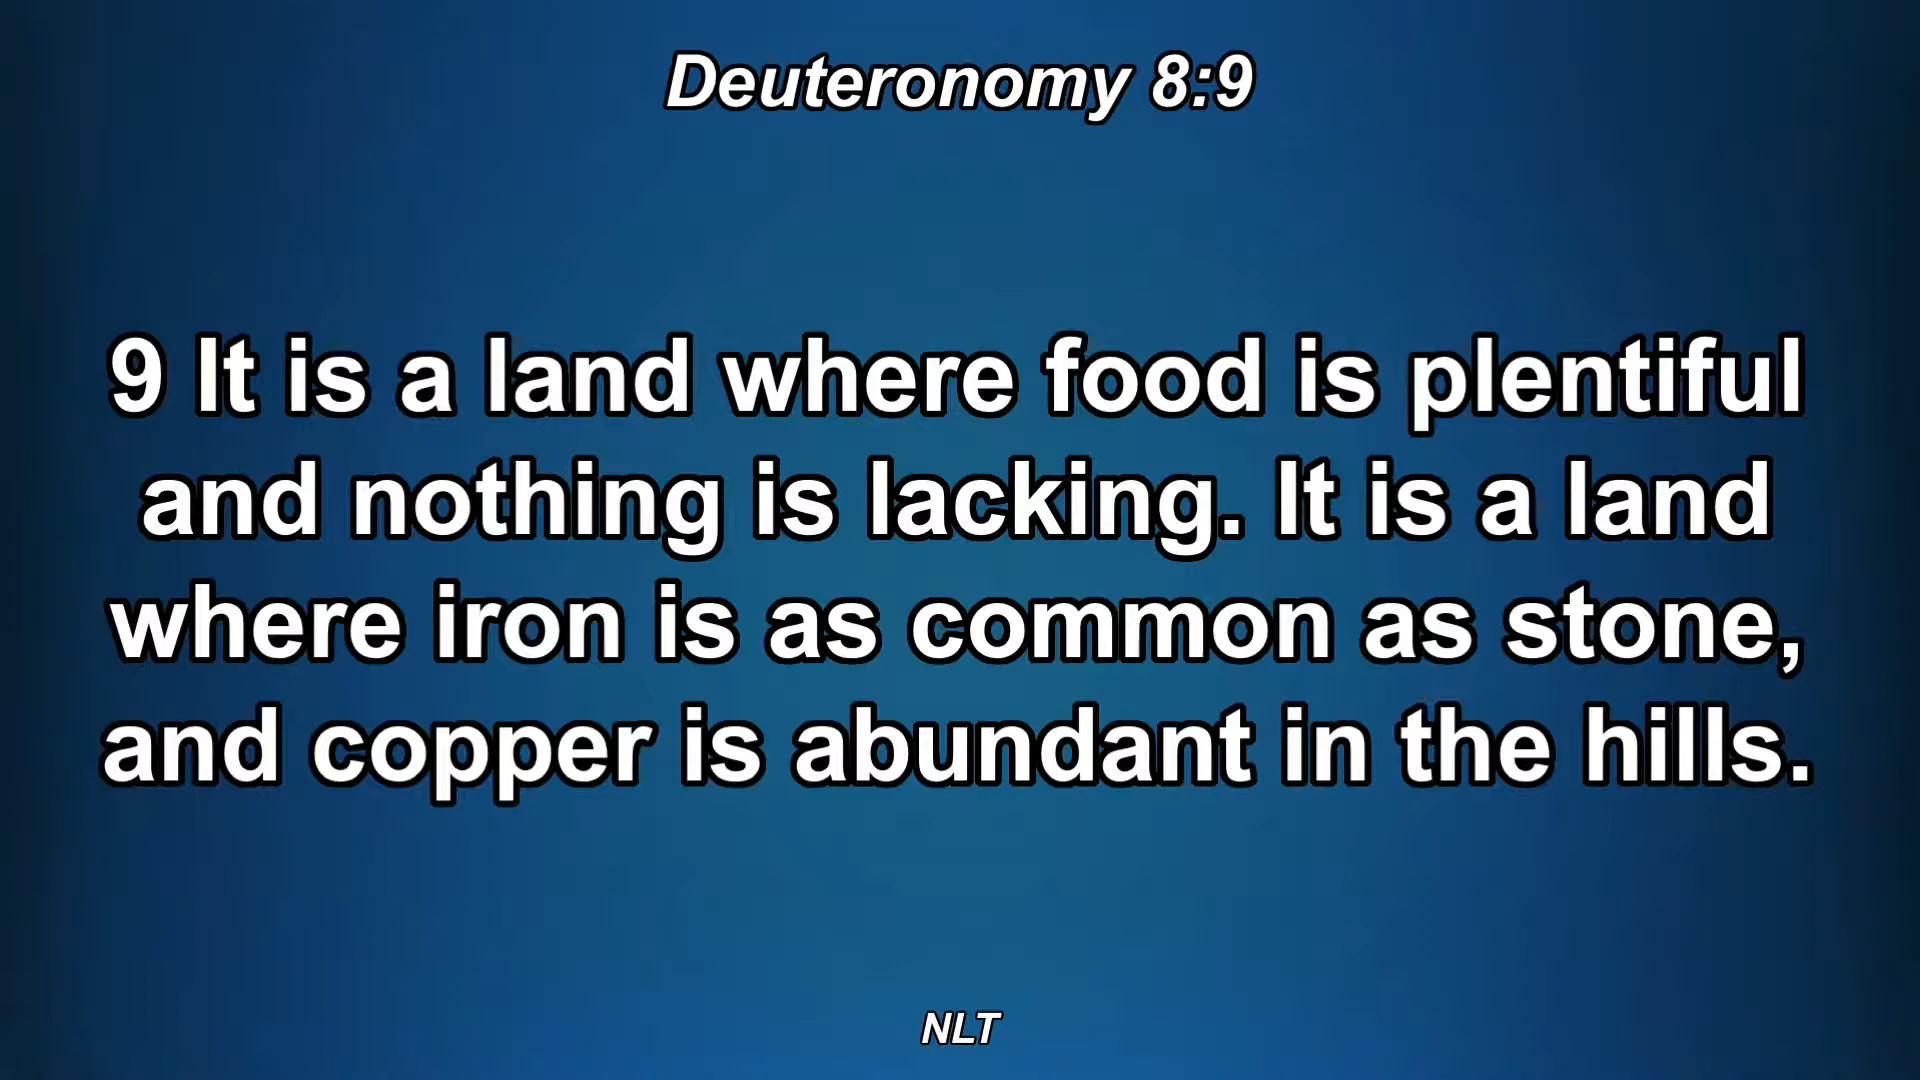 Deuteronomy 8:9
9 It is a land where food is plentiful
and nothing is lacking. It is a land
where iron is as common as stone,
and copper is abundant in the hills.
NLT